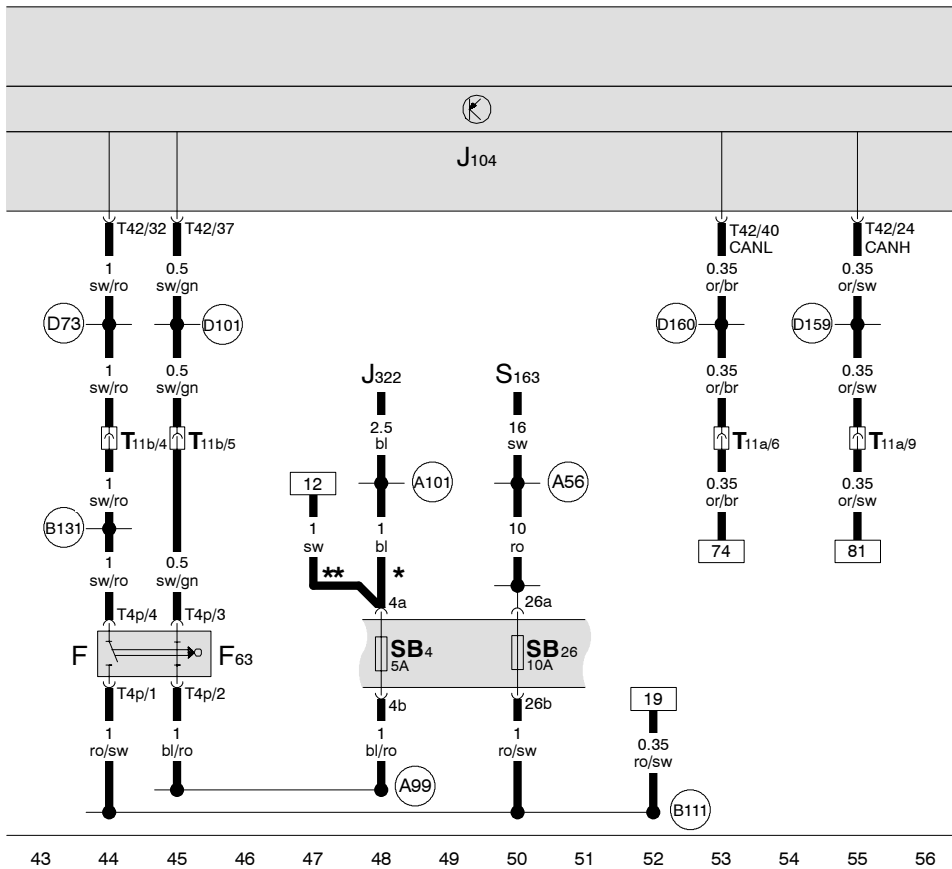 J104
T42/32 T42/37 T42/40 T42/24
CANL CANH
1 0.5 0.35 0.35
sw/ro sw/gn or/br or/sw
D73 D101 D160 D159
1 0.5 J322 S163 0.35 0.35
sw/ro sw/gn or/br or/sw
2.5 16
T11b/4 T11b/5 bl sw T11a/6 T11a/9
1 12 A101 A56 0.35 0.35
sw/ro or/br or/sw
B131 1 1 10
sw bl ro 74 81
1 0.5 ** *
sw/ro sw/gn
4a 26a
T4p/4 T4p/3
F F63 SB4 SB26
5A 10A
T4p/1 T4p/2 4b 26b 19
1 1 1 1 0.35
ro/sw bl/ro bl/ro ro/sw ro/sw
A99
B111
43 44 45 46 47 48 49 50 51 52 53 54 55 56